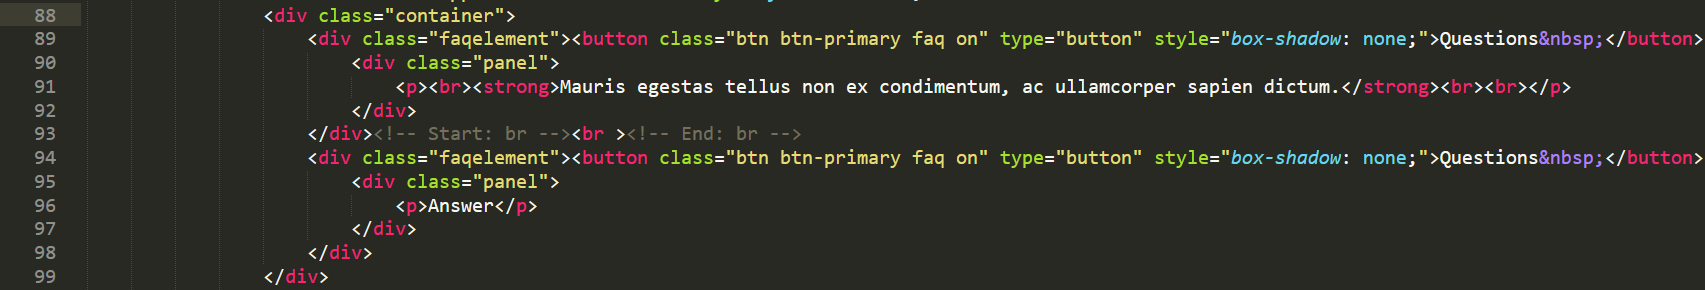 88 <div class="container">
89 <div class="faqelement"><button class="btn btn-primary faq on" type="button" style="box-shadow: none;">Questions&nbsp;</button>
90 <div class="panel">
91 <p><br><strong>Mauris egestas tellus non ex condimentum, ac ullamcorper sapien dictum.</strong><br><br></p>
92 </div>
93 </div><!-- Start: br --><br ><!-- End: br -->
94 <div class="faqelement"><button class="btn btn-primary faq on" type="button" style="box-shadow: none;">Questions&nbsp;</button>
95 <div class="panel">
96 <p>Answer</p>
97 </div>
98 </div>
99 </div>